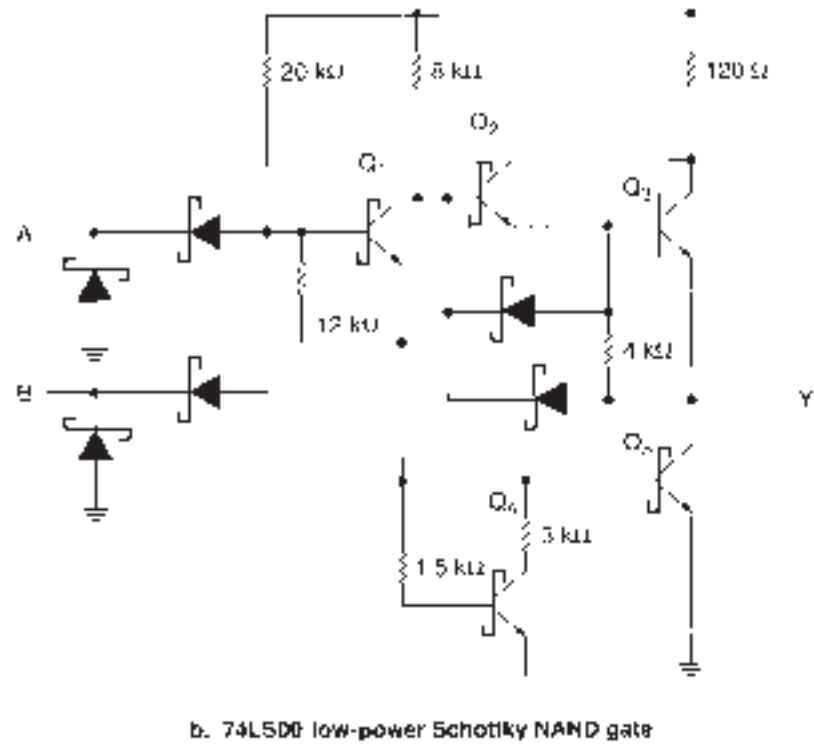 20 kΩ
8 kΩ
120 Ω
Q2
Q1
Q3
A
12 kΩ
4 kΩ
B
Y
Q4
3 kΩ
1.5 kΩ
b. 74LS00 low-power Schottky NAND gate